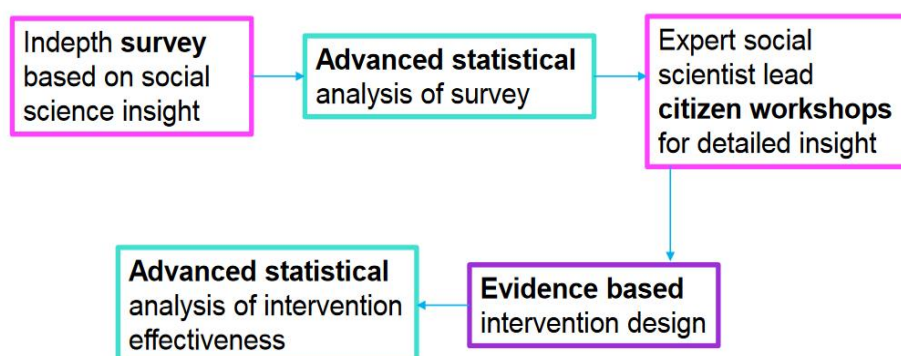 Indepth survey
based on social
science insight
Advanced statistical
analysis of survey
Expert social
scientist lead
citizen workshops
for detailed insight
Evidence based
intervention design
Advanced statistical
analysis of intervention
effectiveness